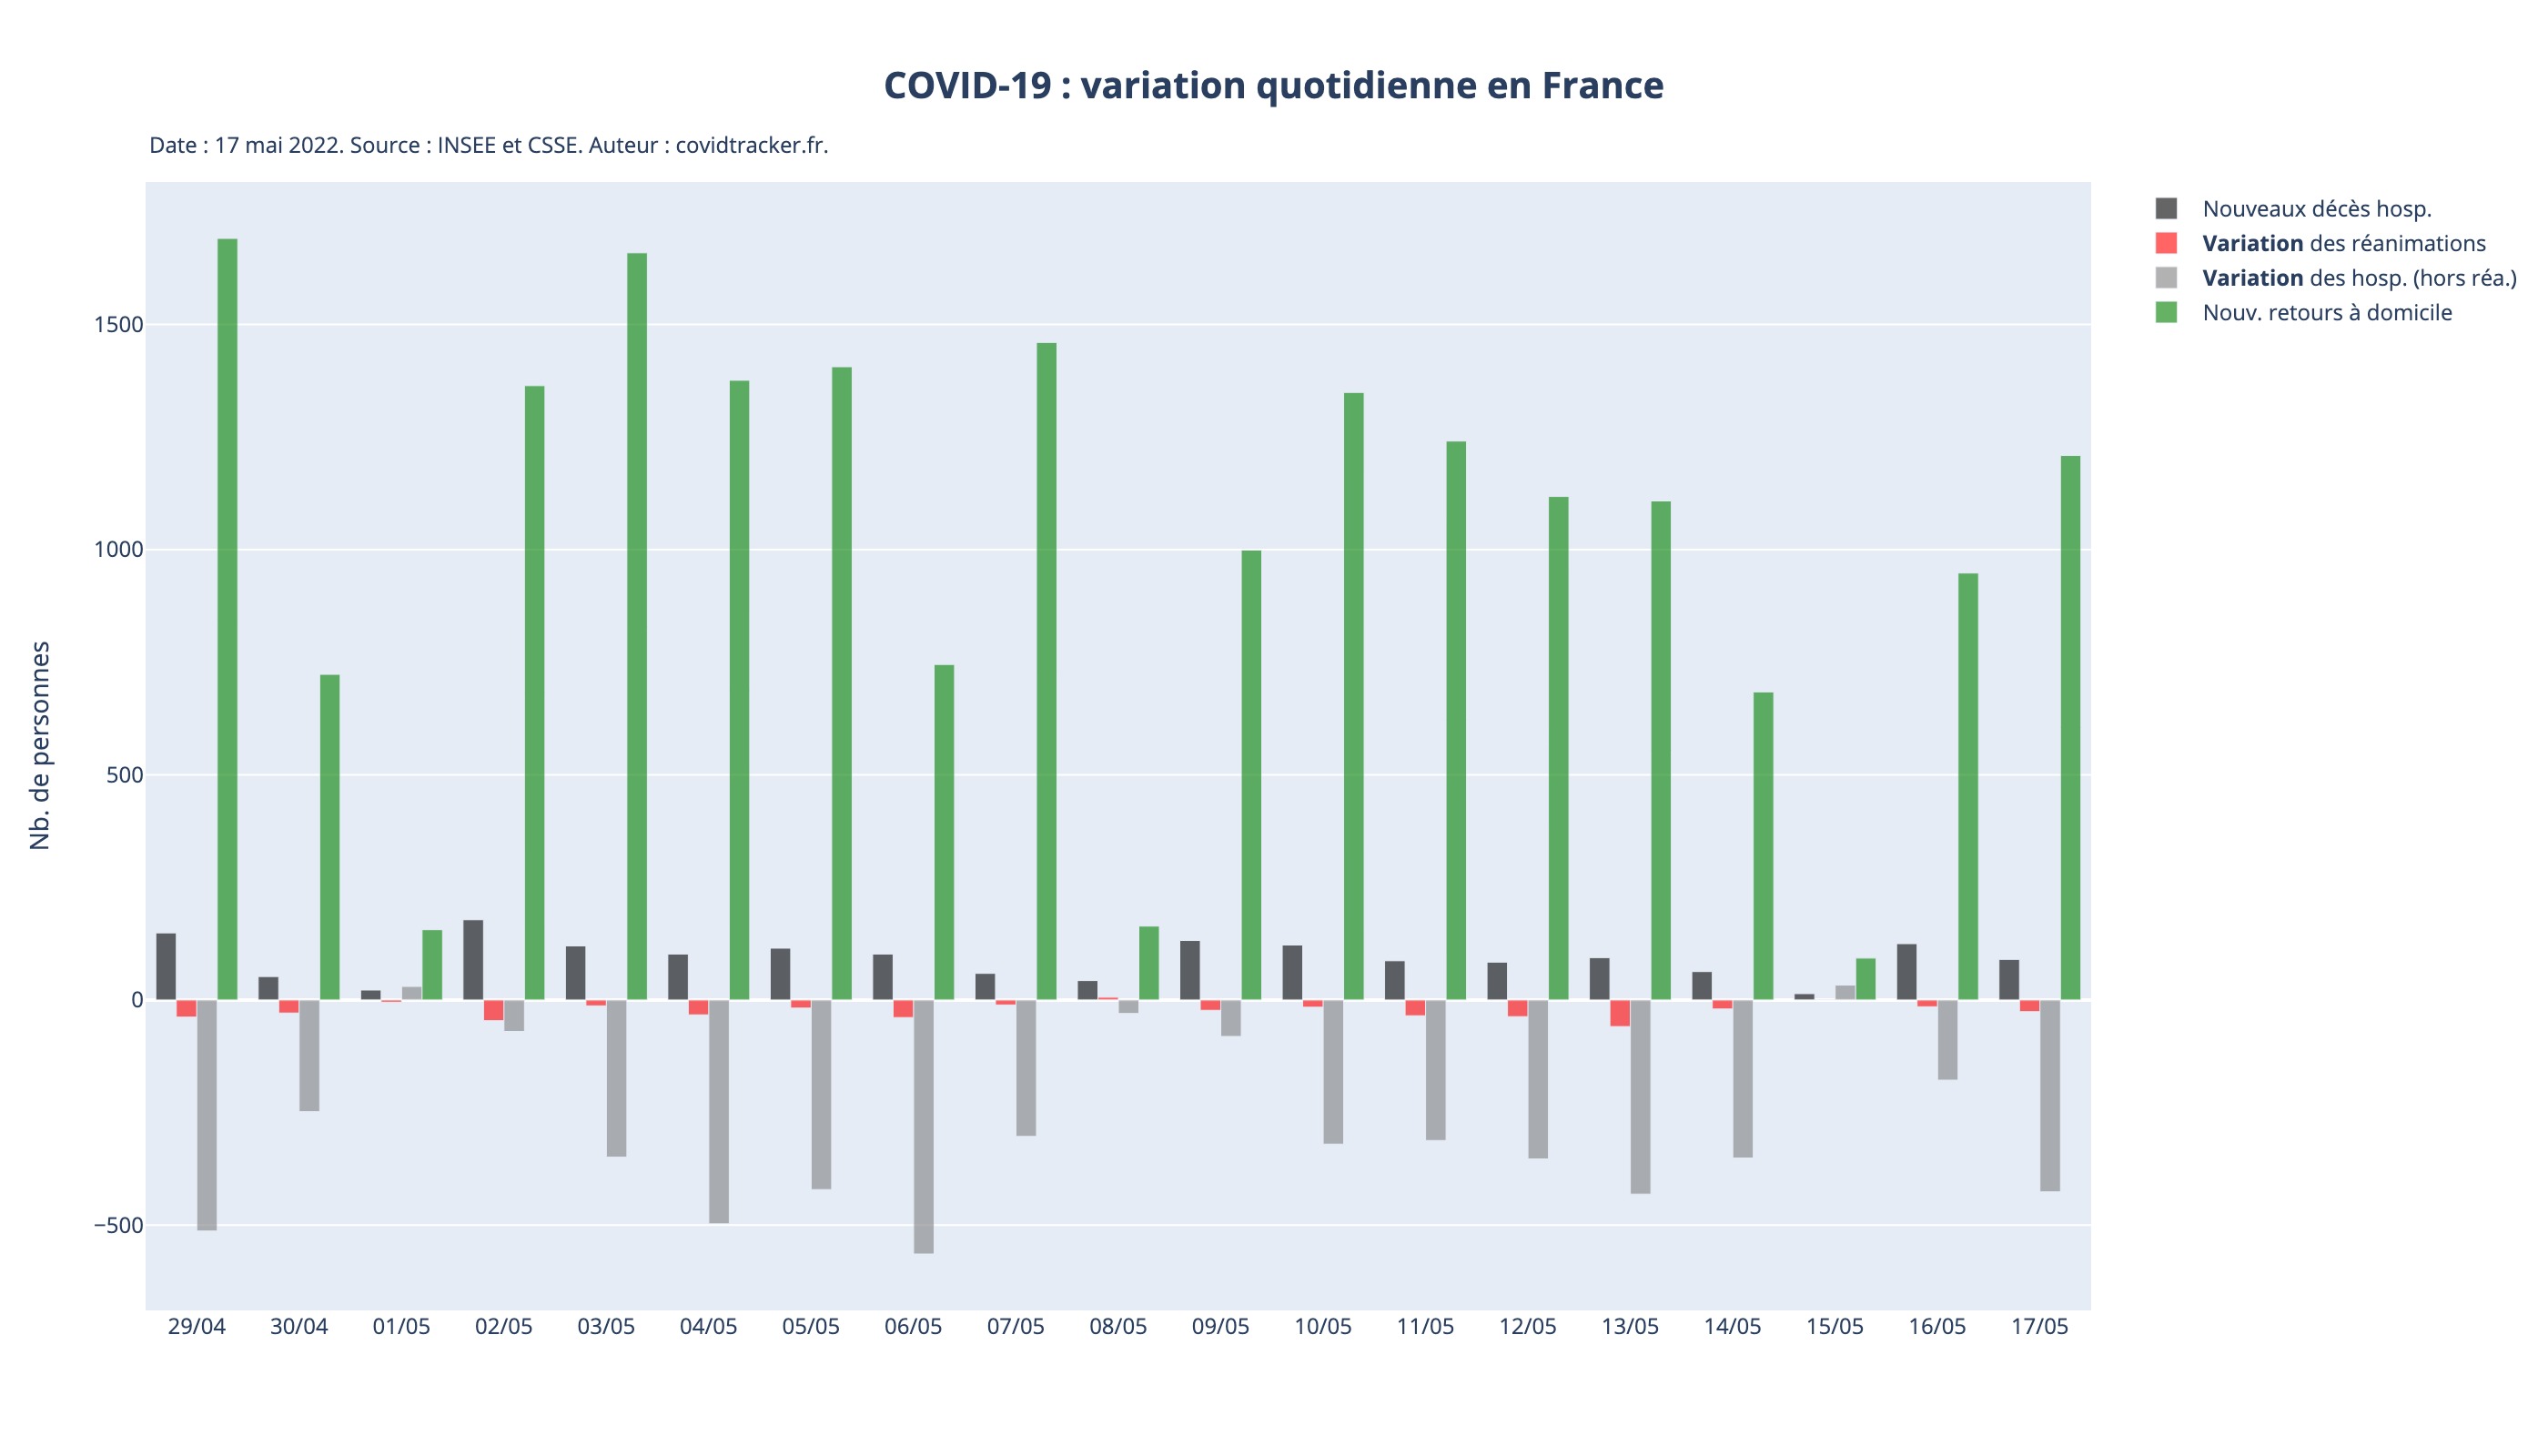 COVID-19 : variation quotidienne en France
Date : 17 mai 2022. Source : INSEE et CSSE. Auteur : covidtracker.fr.
Nouveaux décès hosp.
Variation des réanimations
Variation des hosp. (hors réa.)
Nouv. retours à domicile
Nb. de personnes
1500
1000
500
0
−500
29/04 30/04 01/05 02/05 03/05 04/05 05/05 06/05 07/05 08/05 09/05 10/05 11/05 12/05 13/05 14/05 15/05 16/05 17/05